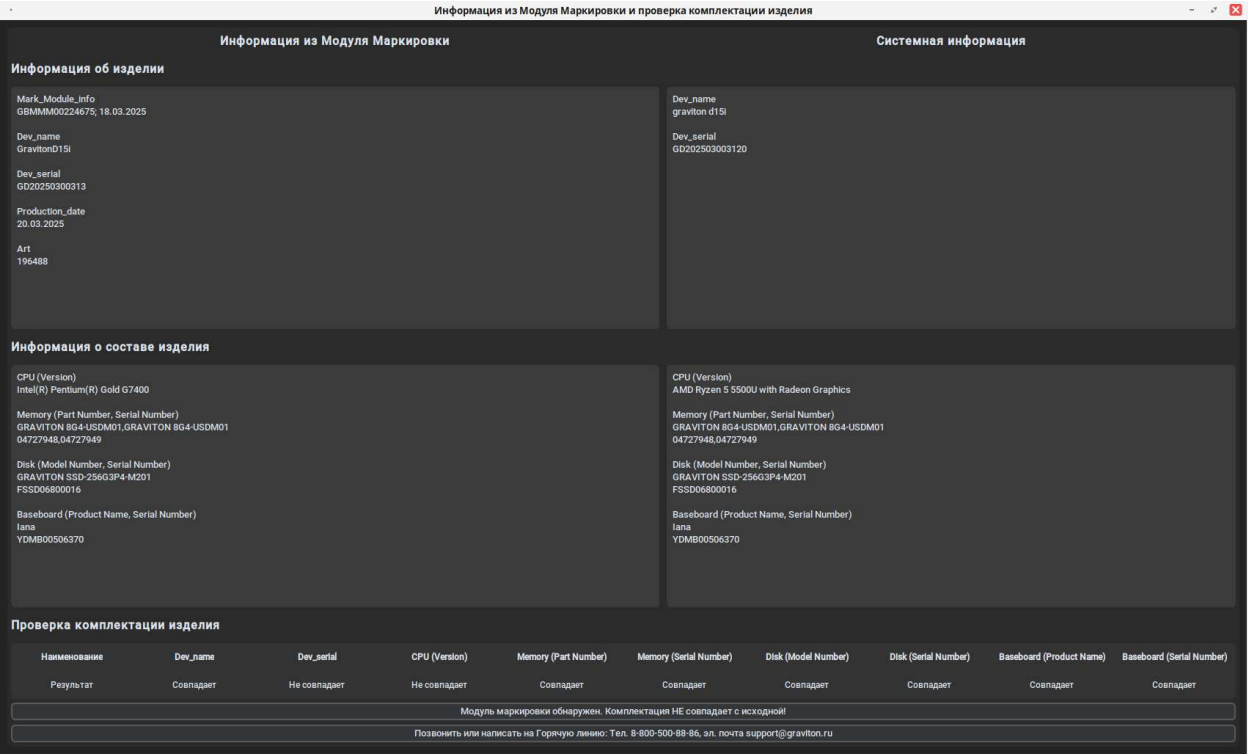 Информация из Модуля Маркировки и проверка комплектации изделия
Информация из Модуля Маркировки
Системная информация
Информация об изделии
Mark_Module_info
GBMMM00224675; 18.03.2025
Dev_name
GravitonD15i
Dev_serial
GD20250300313
Production_date
20.03.2025
Art
196488
Dev_name
graviton d15i
Dev_serial
GD202503003120
Информация о составе изделия
CPU (Version)
Intel(R) Pentium(R) Gold G7400
Memory (Part Number, Serial Number)
GRAVITON 8G4-USDM01,GRAVITON 8G4-USDM01
04727948,04727949
Disk (Model Number, Serial Number)
GRAVITON SSD-256G3P4-M201
FSSD06800016
Baseboard (Product Name, Serial Number)
Iana
YDMB00506370
CPU (Version)
AMD Ryzen 5 5500U with Radeon Graphics
Memory (Part Number, Serial Number)
GRAVITON 8G4-USDM01,GRAVITON 8G4-USDM01
04727948,04727949
Disk (Model Number, Serial Number)
GRAVITON SSD-256G3P4-M201
FSSD06800016
Baseboard (Product Name, Serial Number)
Iana
YDMB00506370
Проверка комплектации изделия
Наименование Dev_name Dev_serial CPU (Version) Memory (Part Number) Memory (Serial Number) Disk (Model Number) Disk (Serial Number) Baseboard (Product Name) Baseboard (Serial Number)
Результат Совпадает Не совпадает Не совпадает Совпадает Совпадает Совпадает Совпадает Совпадает Совпадает
Модуль маркировки обнаружен. Комплектация НЕ совпадает с исходной!
Позвонить или написать на Горячую линию: Тел. 8-800-500-88-86, эл. почта support@graviton.ru